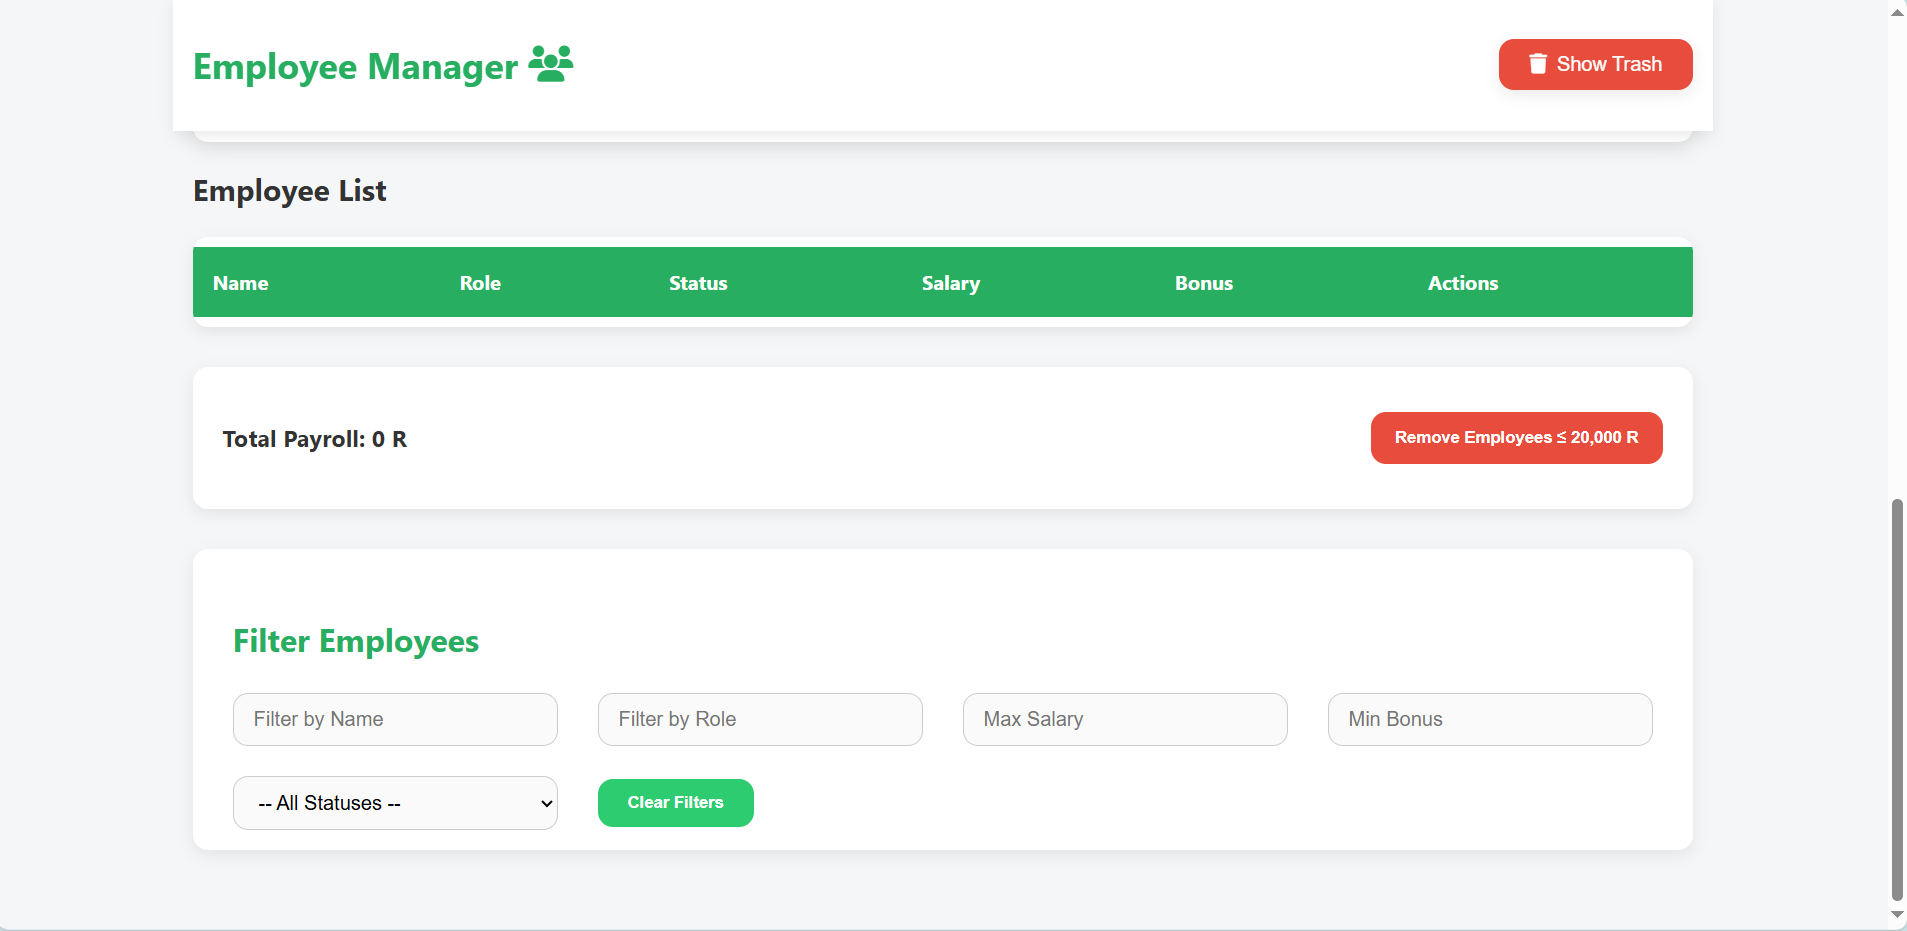 Employee Manager
Show Trash
Employee List
Name Role Status Salary Bonus Actions
Total Payroll: 0 R
Remove Employees ≤ 20,000 R
Filter Employees
Filter by Name
Filter by Role
Max Salary
Min Bonus
-- All Statuses --
Clear Filters